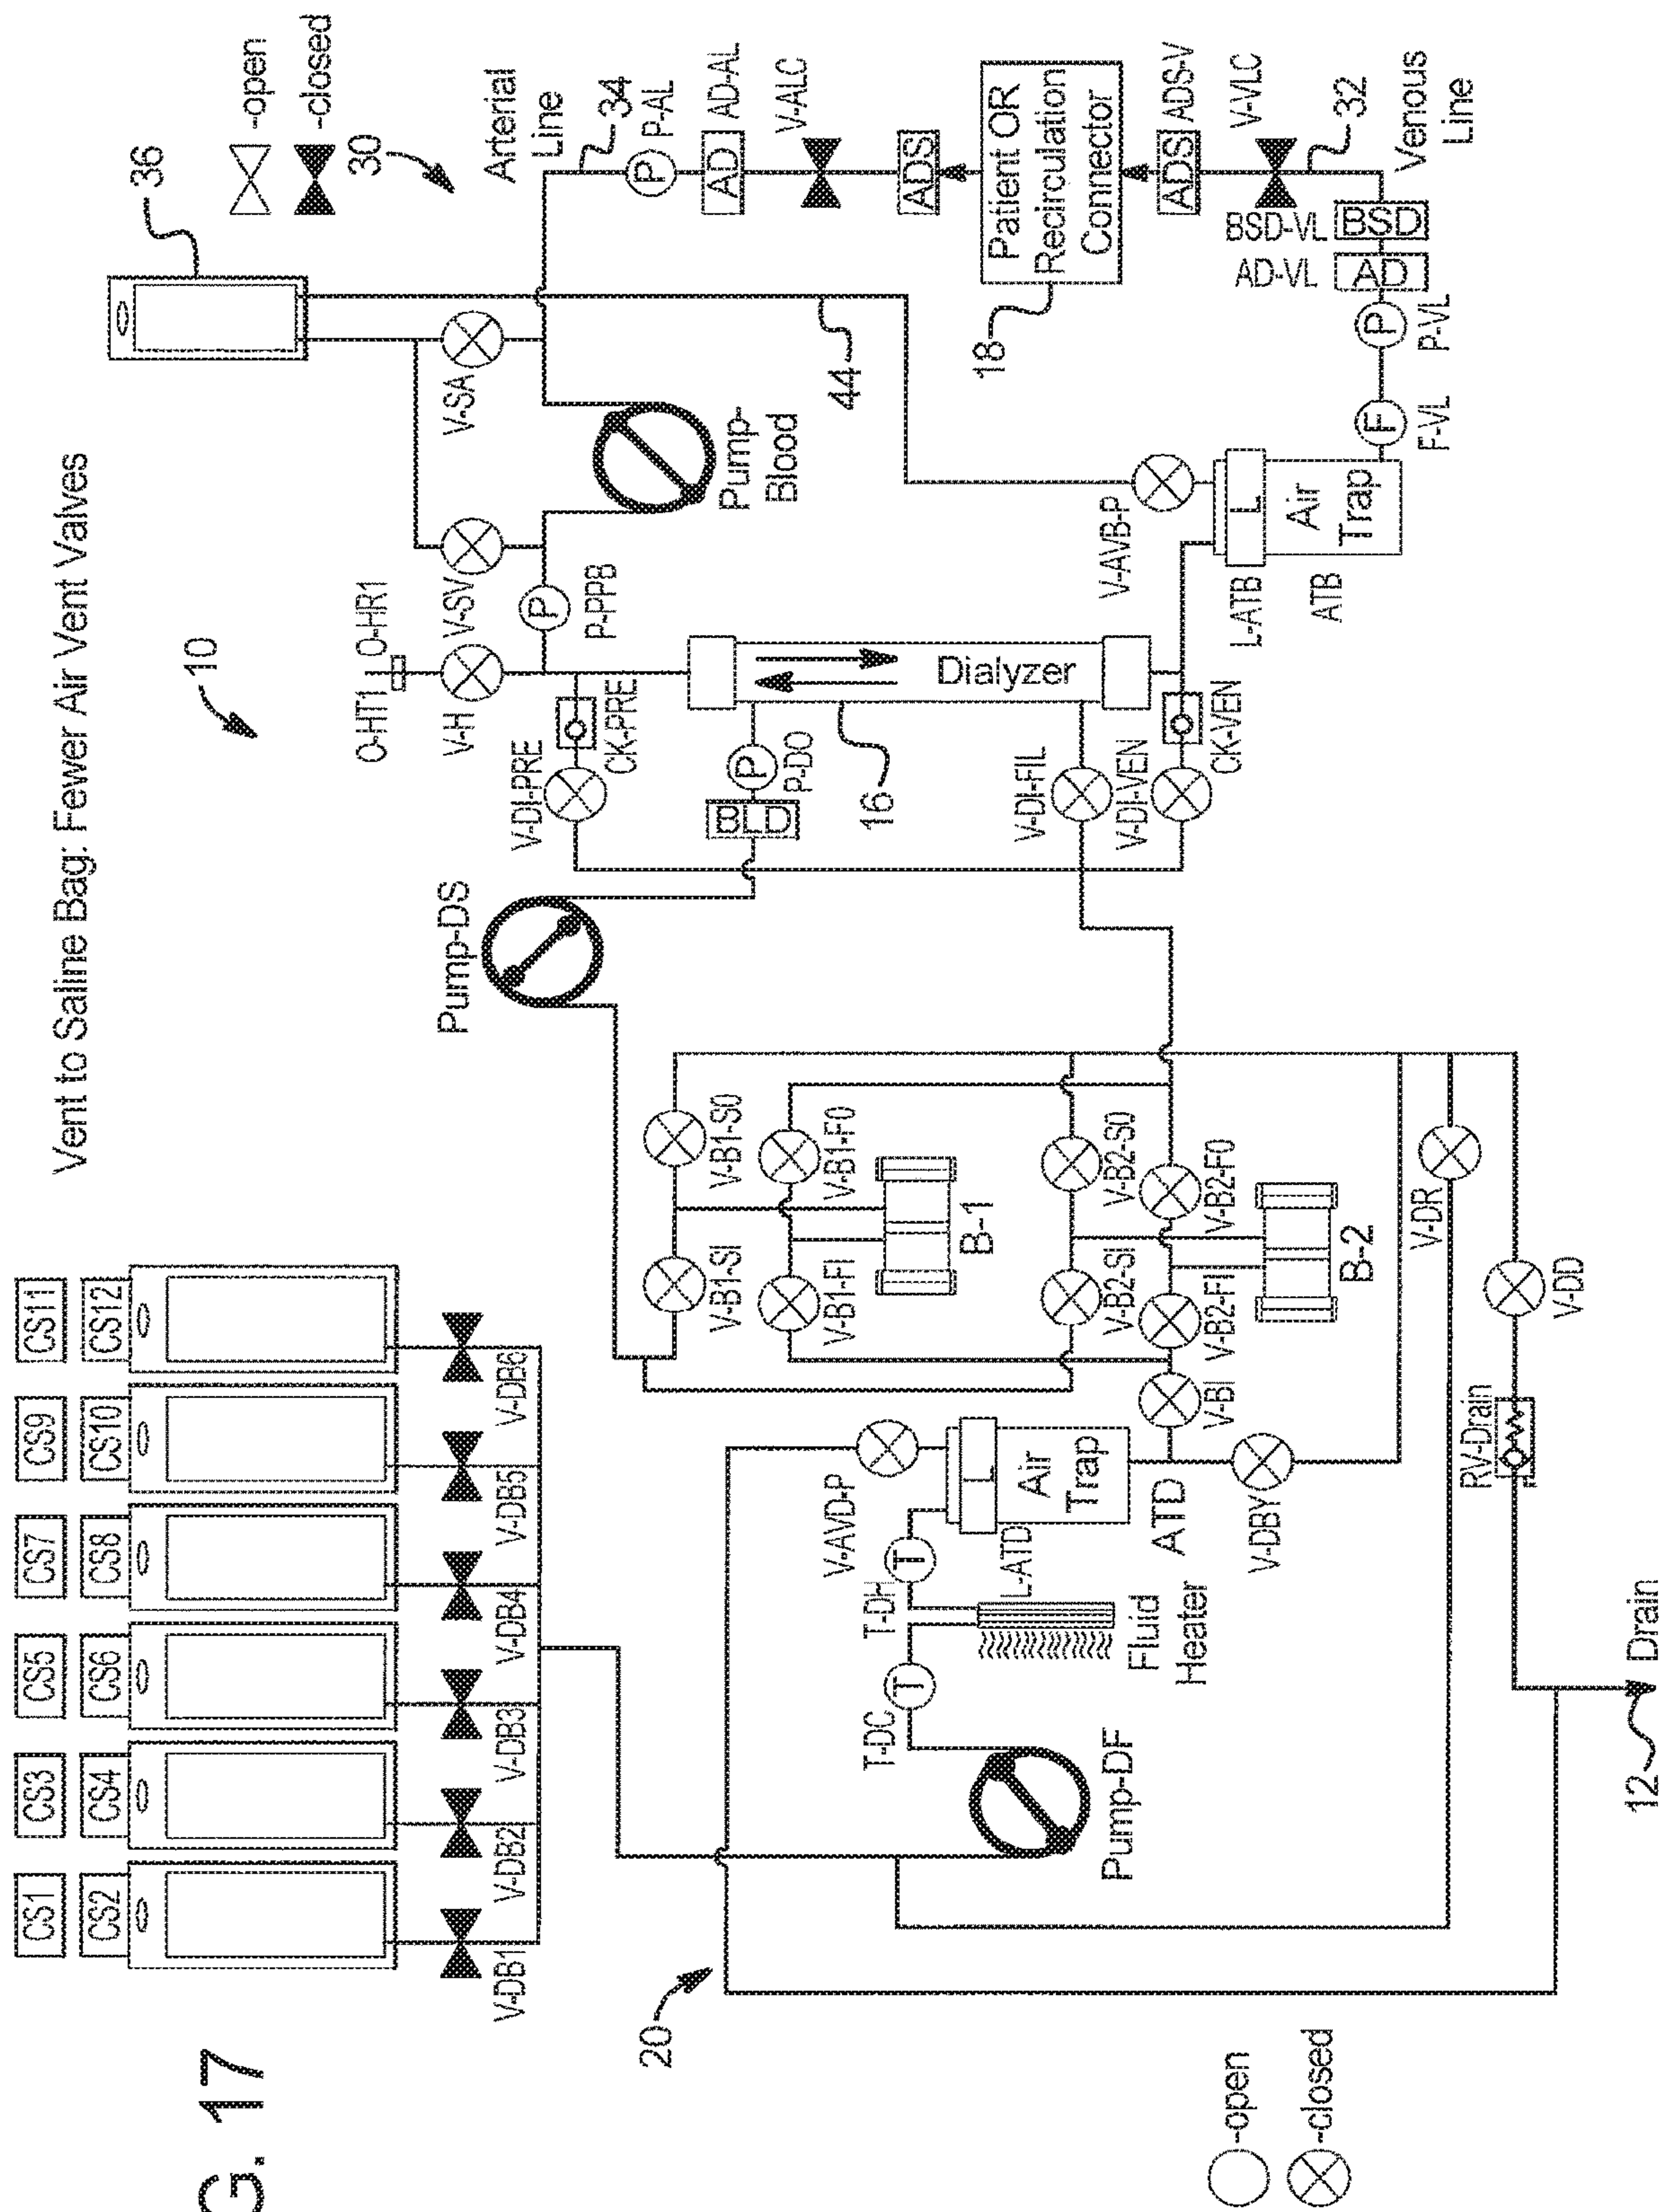 G. 17
Vent to Saline Bag: Fewer Air Vent Valves
10
36
-open
-closed
30
CS1
CS3
CS5
CS7
CS9
CS11
CS2
CS4
CS6
CS8
CS10
CS12
V-DB1
V-DB2
V-DB3
V-DB4
V-DB5
V-DB6
20
Pump-DS
O-HT1
O-HR1
V-H
V-SV
V-SA
Arterial
Line
34
P
P-AL
AD
AD-AL
V-ALC
ADS
Patient OR
Recirculation
Connector
18
ADS
ADS-V
V-VLC
32
Venous
Line
BSD-VL
BSD
AD-VL
AD
P
P-VL
F
F-VL
44
Pump-
Blood
P
P-PPB
V-DI-PRE
CK-PRE
BLD
P
P-DO
Dialyzer
16
V-DI-FIL
V-DI-VEN
CK-VEN
V-AVB-P
L-ATB
L
Air
Trap
ATB
V-B1-SI
V-B1-S0
V-B1-FI
V-B1-F0
B-1
V-B2-SI
V-B2-S0
V-B2-FI
V-B2-F0
B-2
V-BI
V-AVD-P
L
Air
Trap
L-ATD
ATD
T
T-DH
T
T-DC
Fluid
Heater
Pump-DF
V-DBY
V-DR
V-DD
RV-Drain
12
Drain
-open
-closed